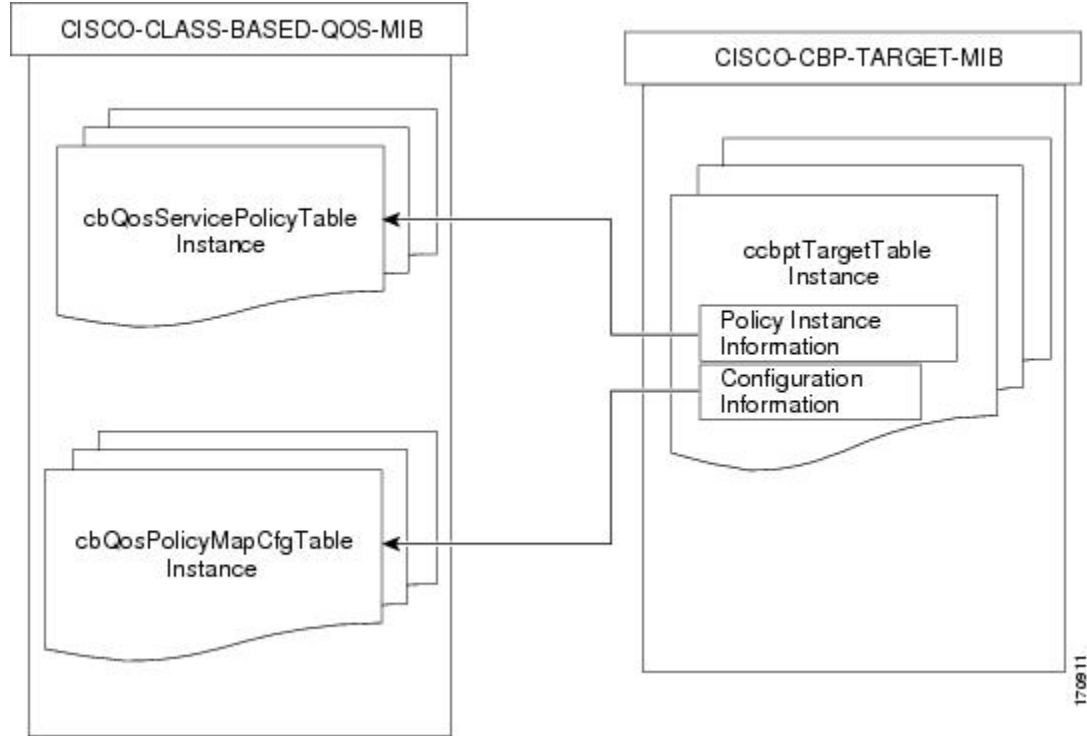 CISCO-CLASS-BASED-QOS-MIB
cbQosServicePolicyTable
Instance
cbQosPolicyMapCfgTable
Instance
CISCO-CBP-TARGET-MIB
ccbptTargetTable
Instance
Policy Instance
Information
Configuration
Information
170911